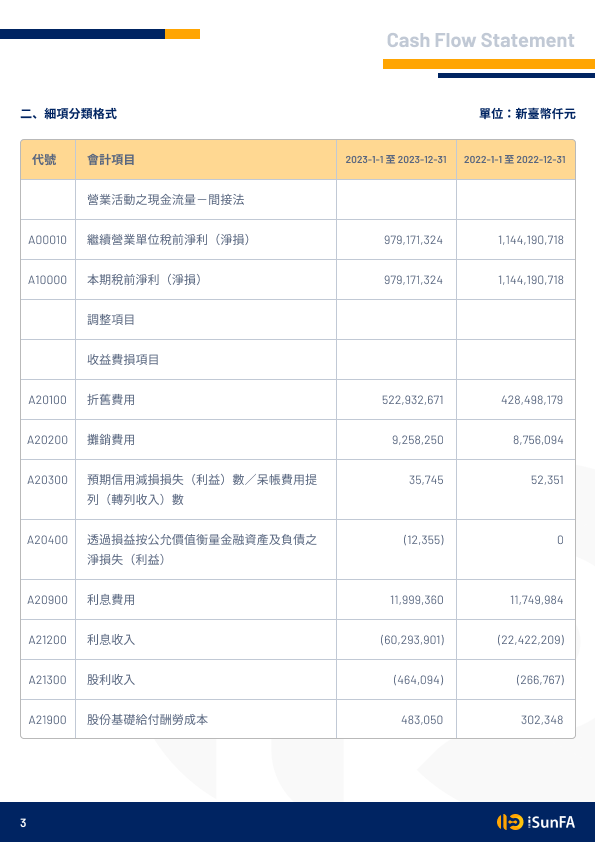 Cash Flow Statement
二、細項分類格式 單位：新臺幣仟元
代號 會計項目 2023-1-1 至 2023-12-31 2022-1-1 至 2022-12-31
營業活動之現金流量－間接法
A00010 繼續營業單位稅前淨利（淨損） 979,171,324 1,144,190,718
A10000 本期稅前淨利（淨損） 979,171,324 1,144,190,718
調整項目
收益費損項目
A20100 折舊費用 522,932,671 428,498,179
A20200 攤銷費用 9,258,250 8,756,094
A20300 預期信用減損損失（利益）數／呆帳費用提 35,745 52,351
列（轉列收入）數
A20400 透過損益按公允價值衡量金融資產及負債之 (12,355) 0
淨損失（利益）
A20900 利息費用 11,999,360 11,749,984
A21200 利息收入 (60,293,901) (22,422,209)
A21300 股利收入 (464,094) (266,767)
A21900 股份基礎給付酬勞成本 483,050 302,348
3 iSunFA